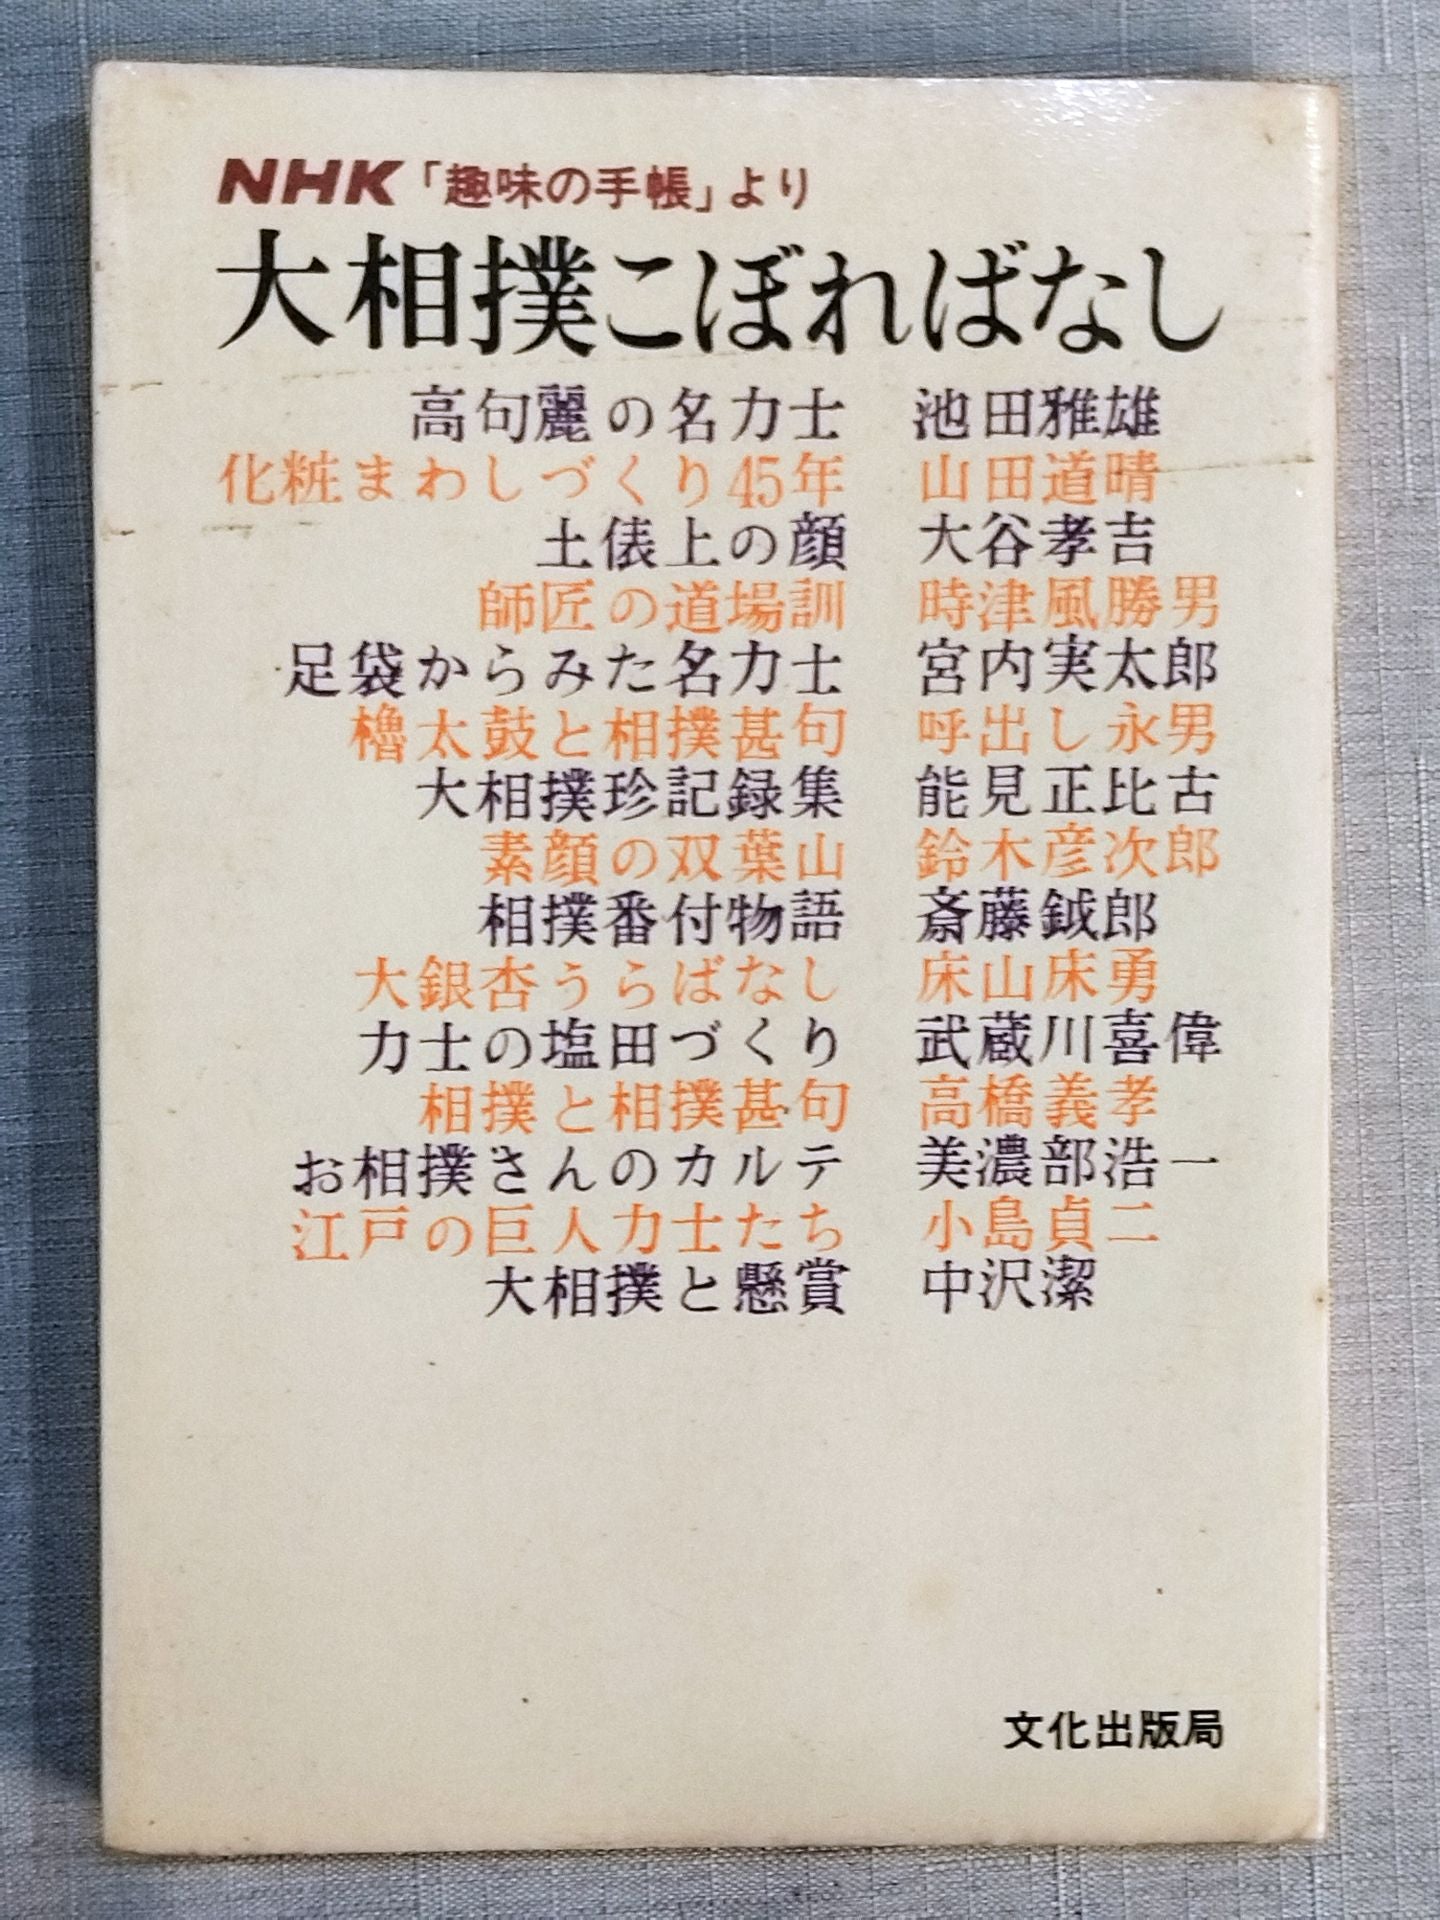 NHK「趣味の手帳」より
大相撲こぼればなし
高句麗の名力士 池田雅雄
化粧まわしづくり45年 山田道晴
土俵上の顔 大谷孝吉
師匠の道場訓 時津風勝男
足袋からみた名力士 宮内実太郎
櫓太鼓と相撲甚句 呼出し永男
大相撲珍記録集 能見正比古
素顔の双葉山 鈴木彦次郎
相撲番付物語 斎藤鉞郎
大銀杏うらばなし 床山床勇
力士の塩田づくり 武蔵川喜偉
相撲と相撲甚句 高橋義孝
お相撲さんのカルテ 美濃部浩一
江戸の巨人力士たち 小島貞二
大相撲と懸賞 中沢潔
文化出版局